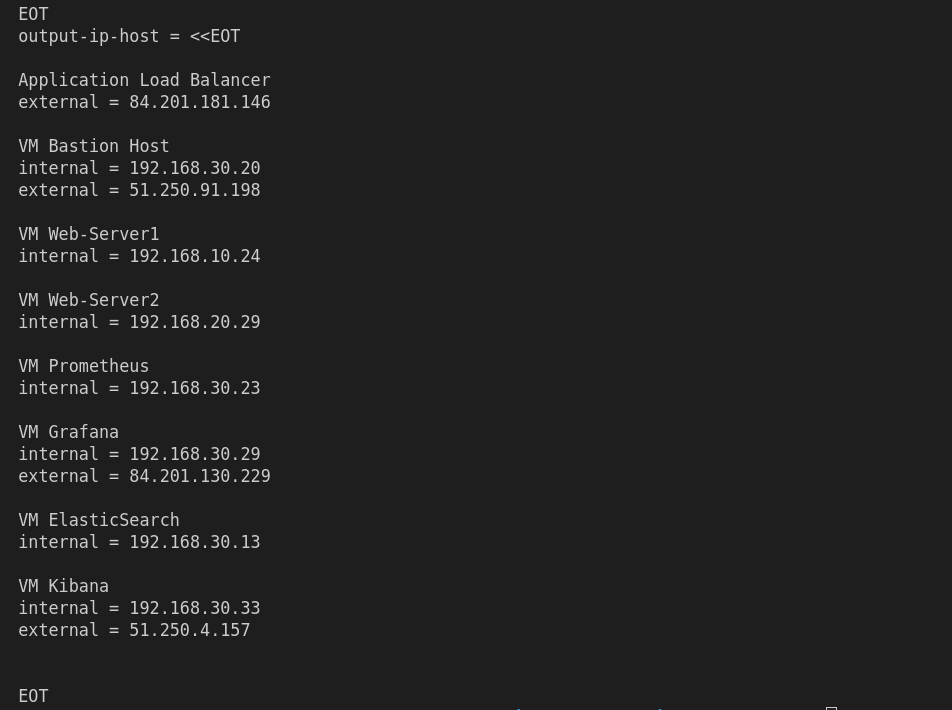 EOT
output-ip-host = <<EOT
Application Load Balancer
external = 84.201.181.146
VM Bastion Host
internal = 192.168.30.20
external = 51.250.91.198
VM Web-Server1
internal = 192.168.10.24
VM Web-Server2
internal = 192.168.20.29
VM Prometheus
internal = 192.168.30.23
VM Grafana
internal = 192.168.30.29
external = 84.201.130.229
VM ElasticSearch
internal = 192.168.30.13
VM Kibana
internal = 192.168.30.33
external = 51.250.4.157
EOT